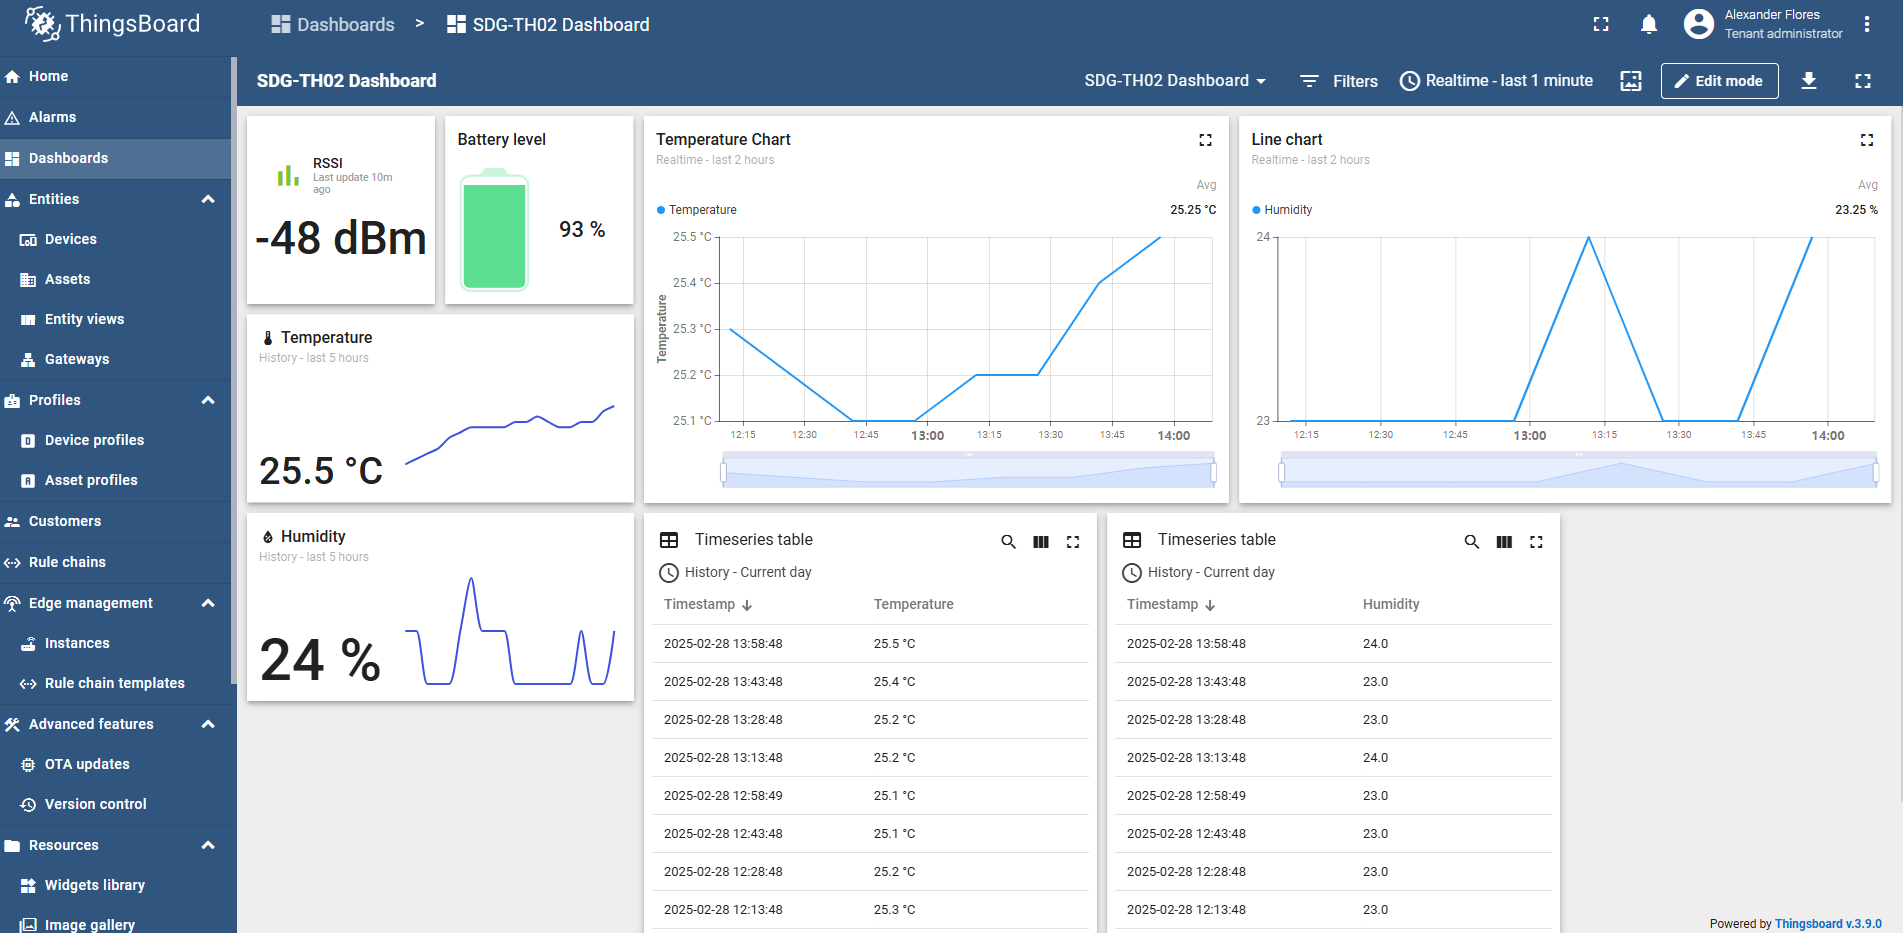 ThingsBoard
Dashboards > SDG-TH02 Dashboard
Alexander Flores
Tenant administrator
Home
Alarms
Dashboards
Entities
Devices
Assets
Entity views
Gateways
Profiles
Device profiles
Asset profiles
Customers
Rule chains
Edge management
Instances
Rule chain templates
Advanced features
OTA updates
Version control
Resources
Widgets library
Image gallery
SDG-TH02 Dashboard
SDG-TH02 Dashboard
Filters
Realtime - last 1 minute
Edit mode
RSSI
Last update 10m
ago
-48 dBm
Battery level
93 %
Temperature
History - last 5 hours
25.5 °C
Humidity
History - last 5 hours
24 %
Temperature Chart
Realtime - last 2 hours
Avg
Temperature 25.25 °C
Temperature
25.5 °C
25.4 °C
25.3 °C
25.2 °C
25.1 °C
12:15 12:30 12:45 13:00 13:15 13:30 13:45 14:00
Line chart
Realtime - last 2 hours
Avg
Humidity 23.25 %
24
23
12:15 12:30 12:45 13:00 13:15 13:30 13:45 14:00
Timeseries table
History - Current day
Timestamp Temperature
2025-02-28 13:58:48 25.5 °C
2025-02-28 13:43:48 25.4 °C
2025-02-28 13:28:48 25.2 °C
2025-02-28 13:13:48 25.2 °C
2025-02-28 12:58:49 25.1 °C
2025-02-28 12:43:48 25.1 °C
2025-02-28 12:28:48 25.2 °C
2025-02-28 12:13:48 25.3 °C
Timeseries table
History - Current day
Timestamp Humidity
2025-02-28 13:58:48 24.0
2025-02-28 13:43:48 23.0
2025-02-28 13:28:48 23.0
2025-02-28 13:13:48 24.0
2025-02-28 12:58:49 23.0
2025-02-28 12:43:48 23.0
2025-02-28 12:28:48 23.0
2025-02-28 12:13:48 23.0
Powered by Thingsboard v.3.9.0